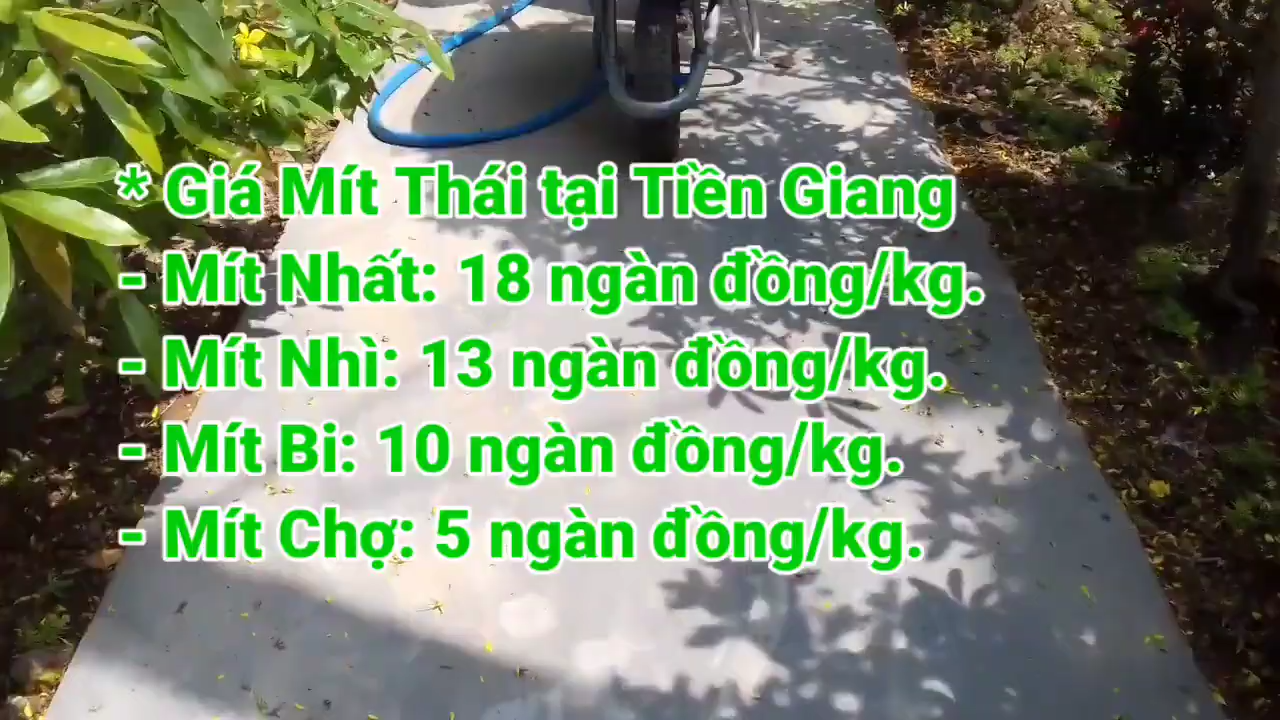 * Giá Mít Thái tại Tiền Giang
- Mít Nhất: 18 ngàn đồng/kg.
- Mít Nhì: 13 ngàn đồng/kg.
- Mít Bi: 10 ngàn đồng/kg.
- Mít Chợ: 5 ngàn đồng/kg.